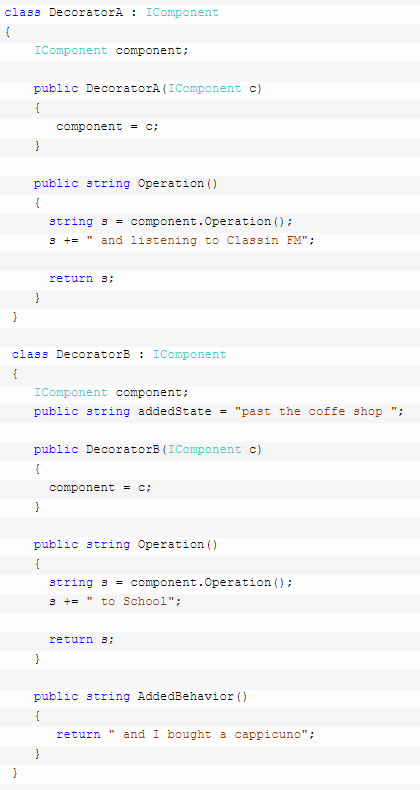 class DecoratorA : IComponent
{
IComponent component;
public DecoratorA(IComponent c)
{
component = c;
}
public string Operation()
{
string s = component.Operation();
s += " and listening to Classin FM";
return s;
}
}
class DecoratorB : IComponent
{
IComponent component;
public string addedState = "past the coffe shop ";
public DecoratorB(IComponent c)
{
component = c;
}
public string Operation()
{
string s = component.Operation();
s += " to School";
return s;
}
public string AddedBehavior()
{
return " and I bought a cappicuno";
}
}